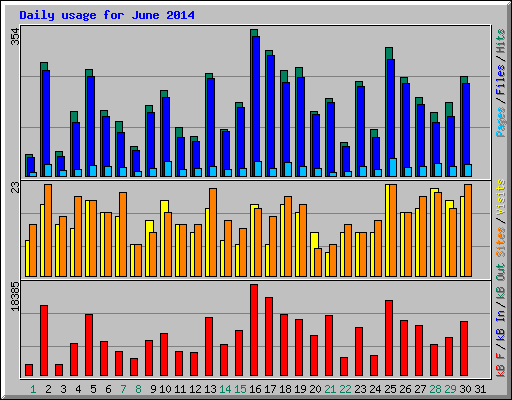 Daily usage for June 2014
354
Pages / Files / Hits
23
Sites / Visits
18385
kB F / kB In / kB Out
1 2 3 4 5 6 7 8 9 10 11 12 13 14 15 16 17 18 19 20 21 22 23 24 25 26 27 28 29 30 31